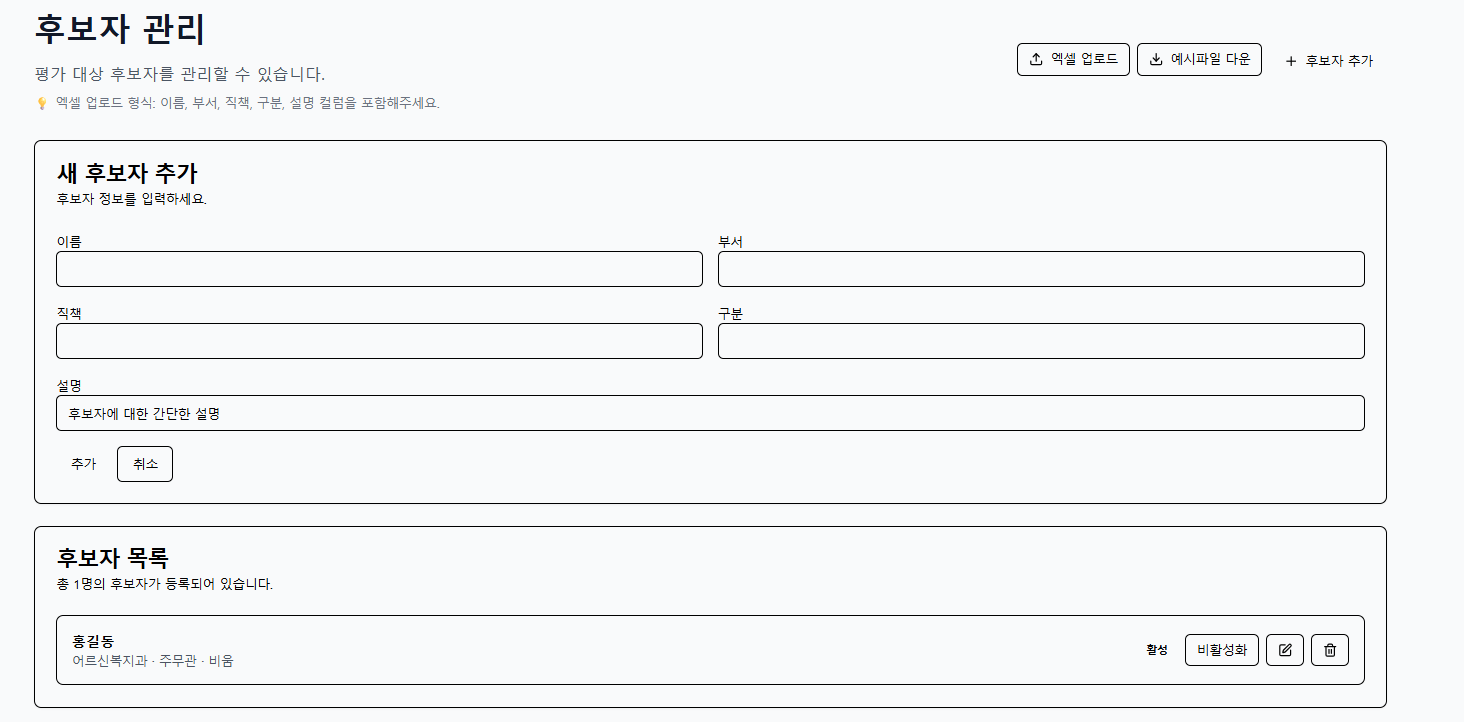 후보자 관리
평가 대상 후보자를 관리할 수 있습니다.
💡 엑셀 업로드 형식: 이름, 부서, 직책, 구분, 설명 컬럼을 포함해주세요.
엑셀 업로드
예시파일 다운
+ 후보자 추가
새 후보자 추가
후보자 정보를 입력하세요.
이름
부서
직책
구분
설명
후보자에 대한 간단한 설명
추가
취소
후보자 목록
총 1명의 후보자가 등록되어 있습니다.
홍길동
어르신복지과 · 주무관 · 비움
활성
비활성화